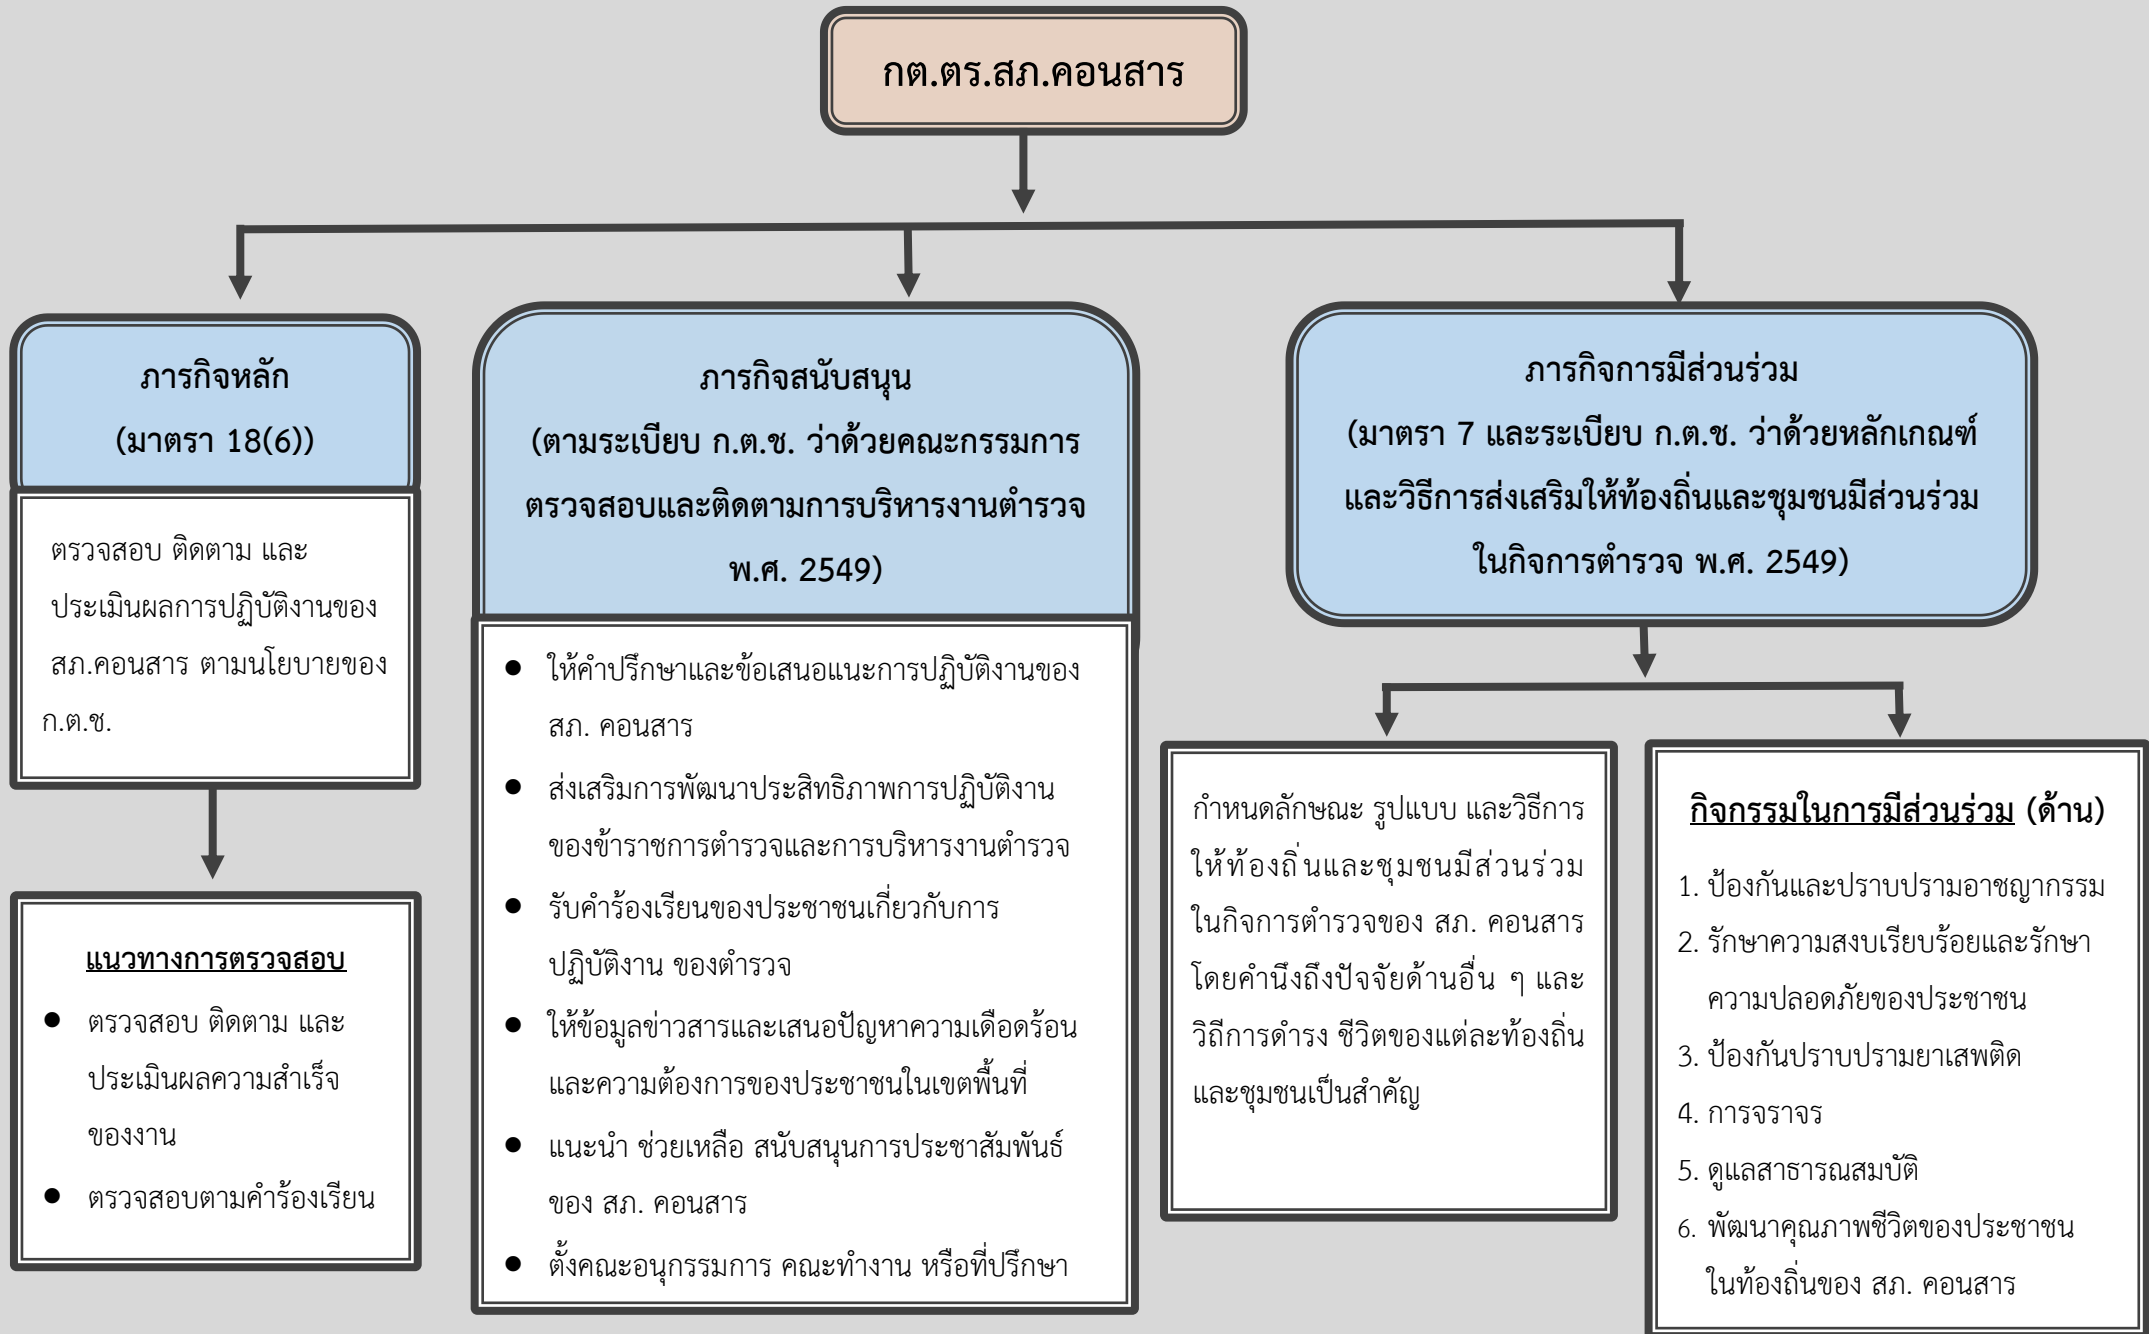 กต.ตร.สภ.คอนสาร
ภารกิจหลัก
(มาตรา 18(6))
ตรวจสอบ ติดตาม และ
ประเมินผลการปฏิบัติงานของ
สภ.คอนสาร ตามนโยบายของ
ก.ต.ช.
แนวทางการตรวจสอบ
● ตรวจสอบ ติดตาม และ
ประเมินผลความสำเร็จ
ของงาน
● ตรวจสอบตามคำร้องเรียน
ภารกิจสนับสนุน
(ตามระเบียบ ก.ต.ช. ว่าด้วยคณะกรรมการ
ตรวจสอบและติดตามการบริหารงานตำรวจ
พ.ศ. 2549)
● ให้คำปรึกษาและข้อเสนอแนะการปฏิบัติงานของ
สภ. คอนสาร
● ส่งเสริมการพัฒนาประสิทธิภาพการปฏิบัติงาน
ของข้าราชการตำรวจและการบริหารงานตำรวจ
● รับคำร้องเรียนของประชาชนเกี่ยวกับการ
ปฏิบัติงาน ของตำรวจ
● ให้ข้อมูลข่าวสารและเสนอปัญหาความเดือดร้อน
และความต้องการของประชาชนในเขตพื้นที่
● แนะนำ ช่วยเหลือ สนับสนุนการประชาสัมพันธ์
ของ สภ. คอนสาร
● ตั้งคณะอนุกรรมการ คณะทำงาน หรือที่ปรึกษา
ภารกิจการมีส่วนร่วม
(มาตรา 7 และระเบียบ ก.ต.ช. ว่าด้วยหลักเกณฑ์
และวิธีการส่งเสริมให้ท้องถิ่นและชุมชนมีส่วนร่วม
ในกิจการตำรวจ พ.ศ. 2549)
กำหนดลักษณะ รูปแบบ และวิธีการ
ให้ท้องถิ่นและชุมชนมีส่วนร่วม
ในกิจการตำรวจของ สภ. คอนสาร
โดยคำนึงถึงปัจจัยด้านอื่น ๆ และ
วิถีการดำรง ชีวิตของแต่ละท้องถิ่น
และชุมชนเป็นสำคัญ
กิจกรรมในการมีส่วนร่วม (ด้าน)
1. ป้องกันและปราบปรามอาชญากรรม
2. รักษาความสงบเรียบร้อยและรักษา
ความปลอดภัยของประชาชน
3. ป้องกันปราบปรามยาเสพติด
4. การจราจร
5. ดูแลสาธารณสมบัติ
6. พัฒนาคุณภาพชีวิตของประชาชน
ในท้องถิ่นของ สภ. คอนสาร